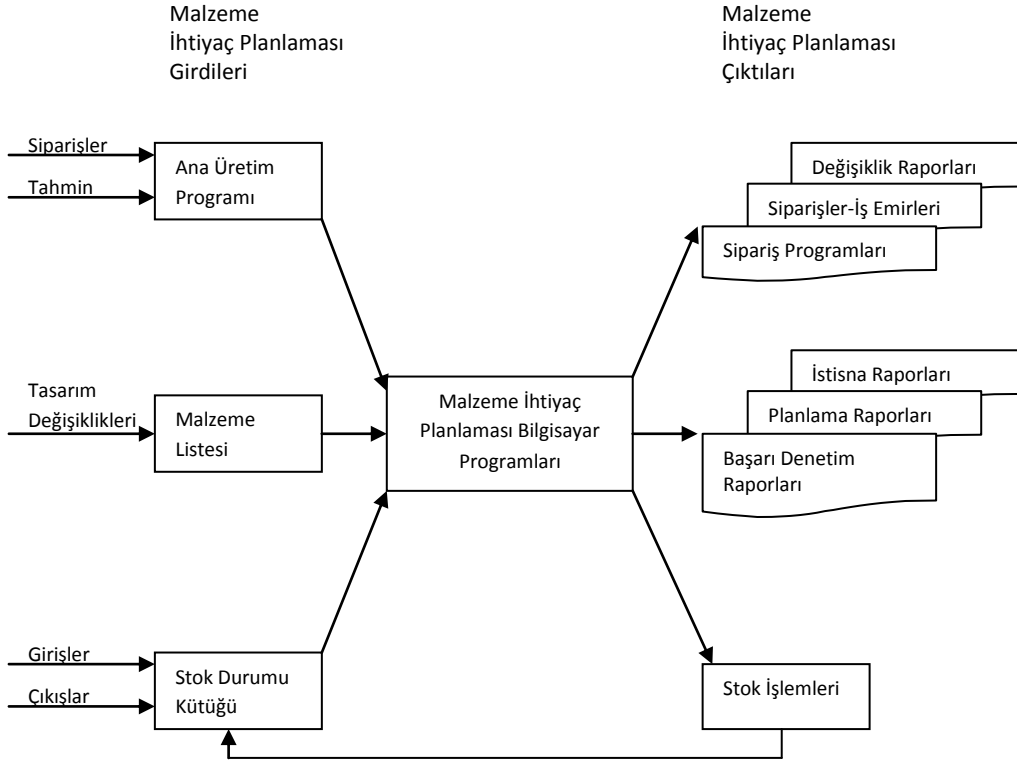 Malzeme
İhtiyaç Planlaması
Girdileri
Malzeme
İhtiyaç Planlaması
Çıktıları
Siparişler
Tahmin
Ana Üretim
Programı
Değişiklik Raporları
Siparişler-İş Emirleri
Sipariş Programları
Tasarım
Değişiklikleri
Malzeme
Listesi
Malzeme İhtiyaç
Planlaması Bilgisayar
Programları
İstisna Raporları
Planlama Raporları
Başarı Denetim
Raporları
Girişler
Çıkışlar
Stok Durumu
Kütüğü
Stok İşlemleri